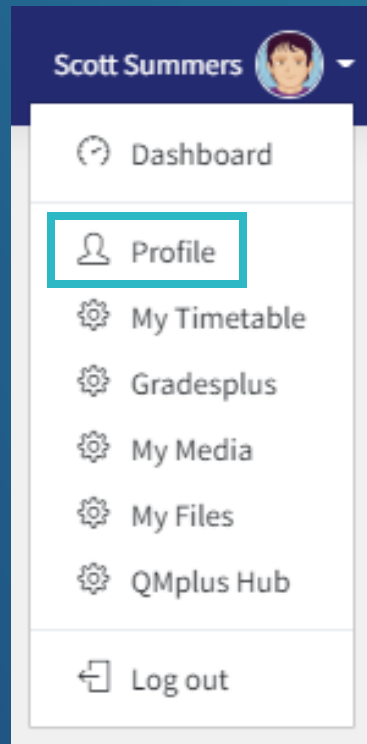 Scott Summers
Dashboard
Profile
My Timetable
Gradesplus
My Media
My Files
QMplus Hub
Log out